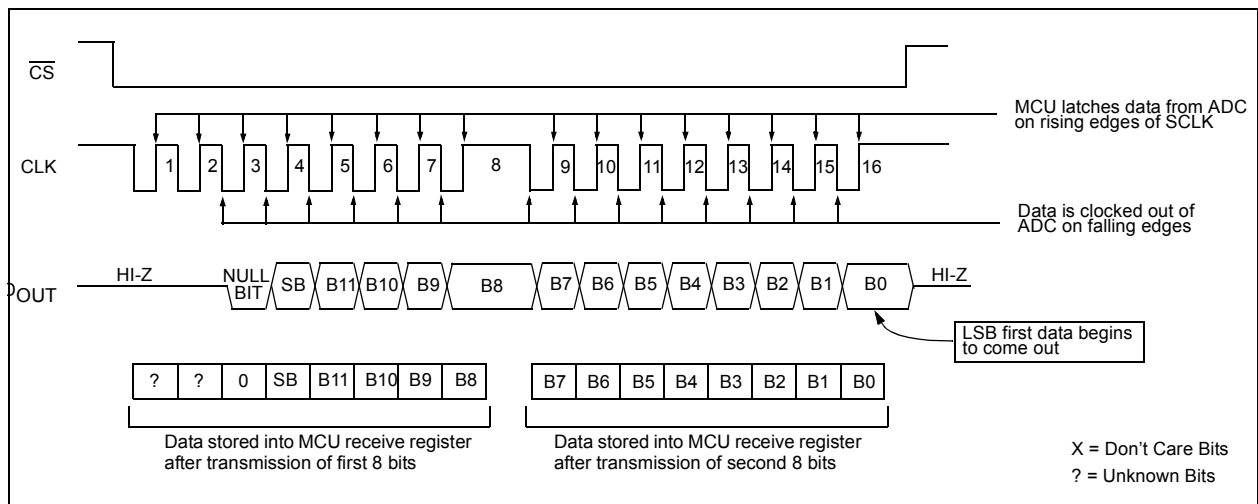 CS
MCU latches data from ADC
on rising edges of SCLK
CLK
1 2 3 4 5 6 7 8 9 10 11 12 13 14 15 16
Data is clocked out of
ADC on falling edges
HI-Z
NULL
BIT
SB B11 B10 B9 B8 B7 B6 B5 B4 B3 B2 B1 B0
HI-Z
DOUT
LSB first data begins
to come out
? ? 0 SB B11 B10 B9 B8
B7 B6 B5 B4 B3 B2 B1 B0
Data stored into MCU receive register
after transmission of first 8 bits
Data stored into MCU receive register
after transmission of second 8 bits
X = Don't Care Bits
? = Unknown Bits